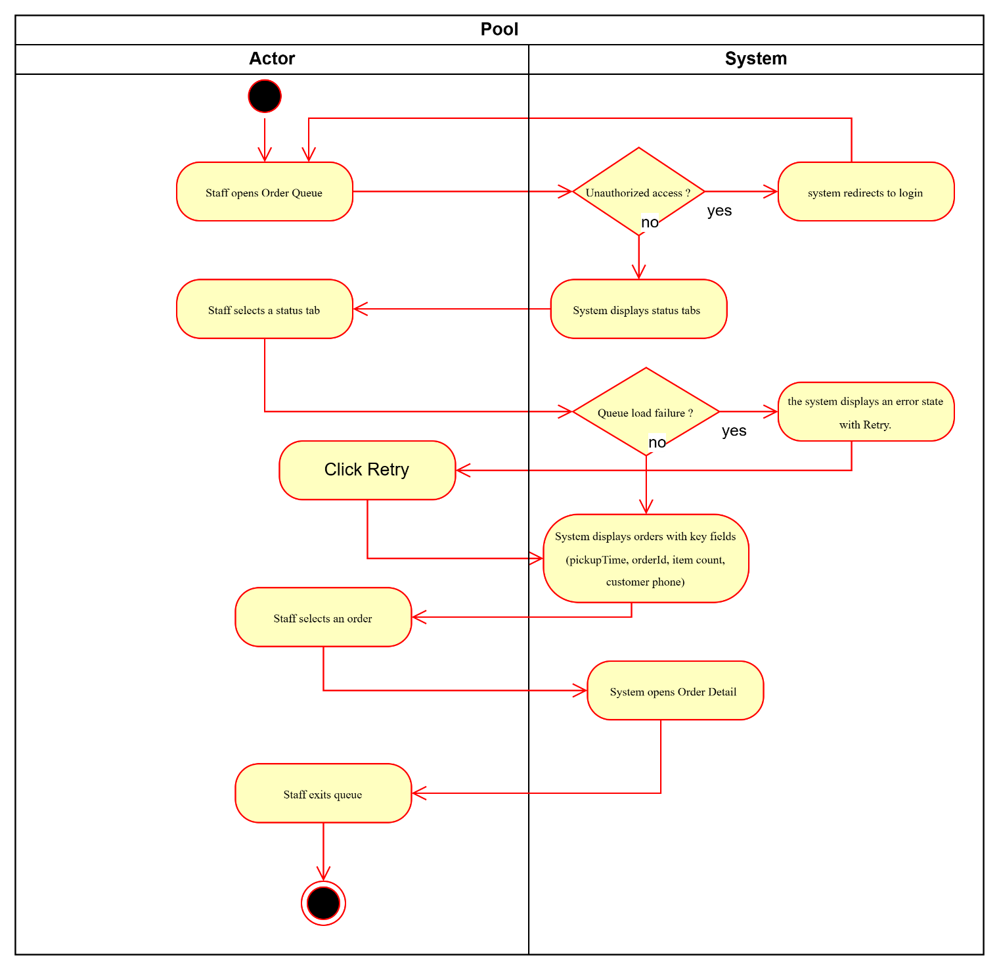 Pool
Actor
System
Staff opens Order Queue
Unauthorized access ?
system redirects to login
yes
no
Staff selects a status tab
System displays status tabs
Queue load failure ?
the system displays an error state
with Retry.
yes
no
Click Retry
System displays orders with key fields
(pickupTime, orderId, item count,
customer phone)
Staff selects an order
System opens Order Detail
Staff exits queue